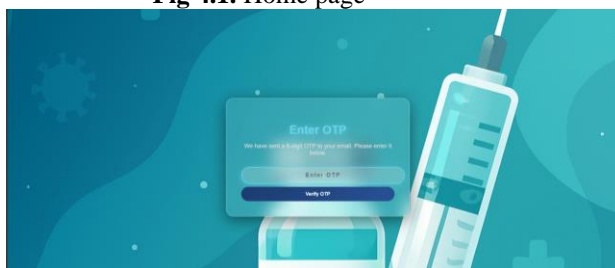 Fig 4.1. Home page
Enter OTP
We have sent a 6-digit OTP to your email. Please enter it
below.
Enter OTP
Verify OTP